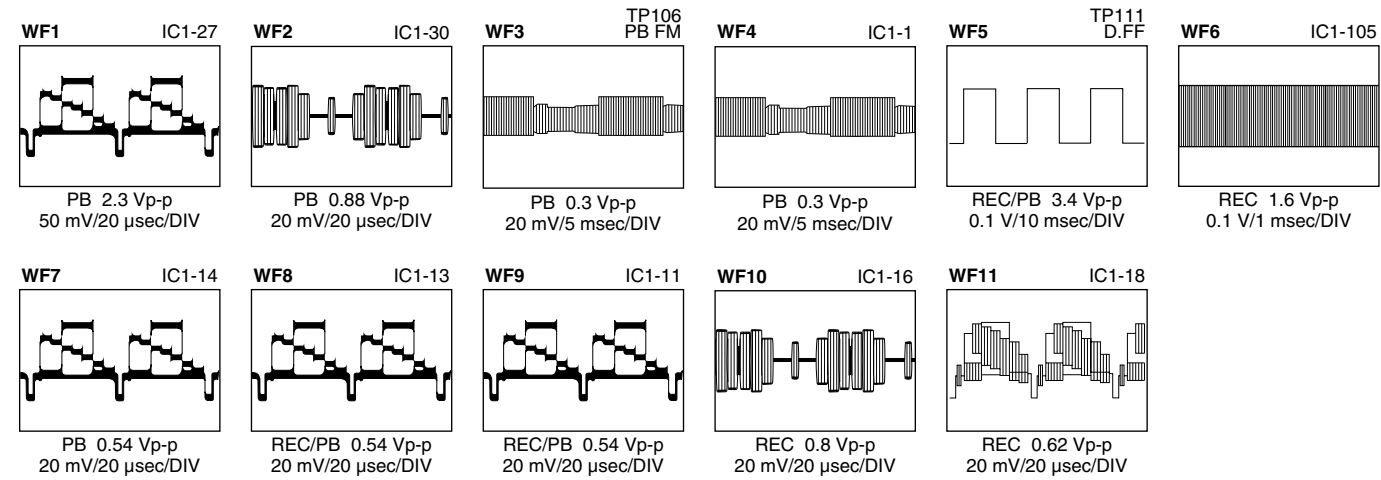 WF1 IC1-27
PB 2.3 Vp-p
50 mV/20 µsec/DIV
WF2 IC1-30
PB 0.88 Vp-p
20 mV/20 µsec/DIV
TP106
WF3 PB FM
PB 0.3 Vp-p
20 mV/5 msec/DIV
WF4 IC1-1
PB 0.3 Vp-p
20 mV/5 msec/DIV
TP111
WF5 D.FF
REC/PB 3.4 Vp-p
0.1 V/10 msec/DIV
WF6 IC1-105
REC 1.6 Vp-p
0.1 V/1 msec/DIV
WF7 IC1-14
PB 0.54 Vp-p
20 mV/20 µsec/DIV
WF8 IC1-13
REC/PB 0.54 Vp-p
20 mV/20 µsec/DIV
WF9 IC1-11
REC/PB 0.54 Vp-p
20 mV/20 µsec/DIV
WF10 IC1-16
REC 0.8 Vp-p
20 mV/20 µsec/DIV
WF11 IC1-18
REC 0.62 Vp-p
20 mV/20 µsec/DIV